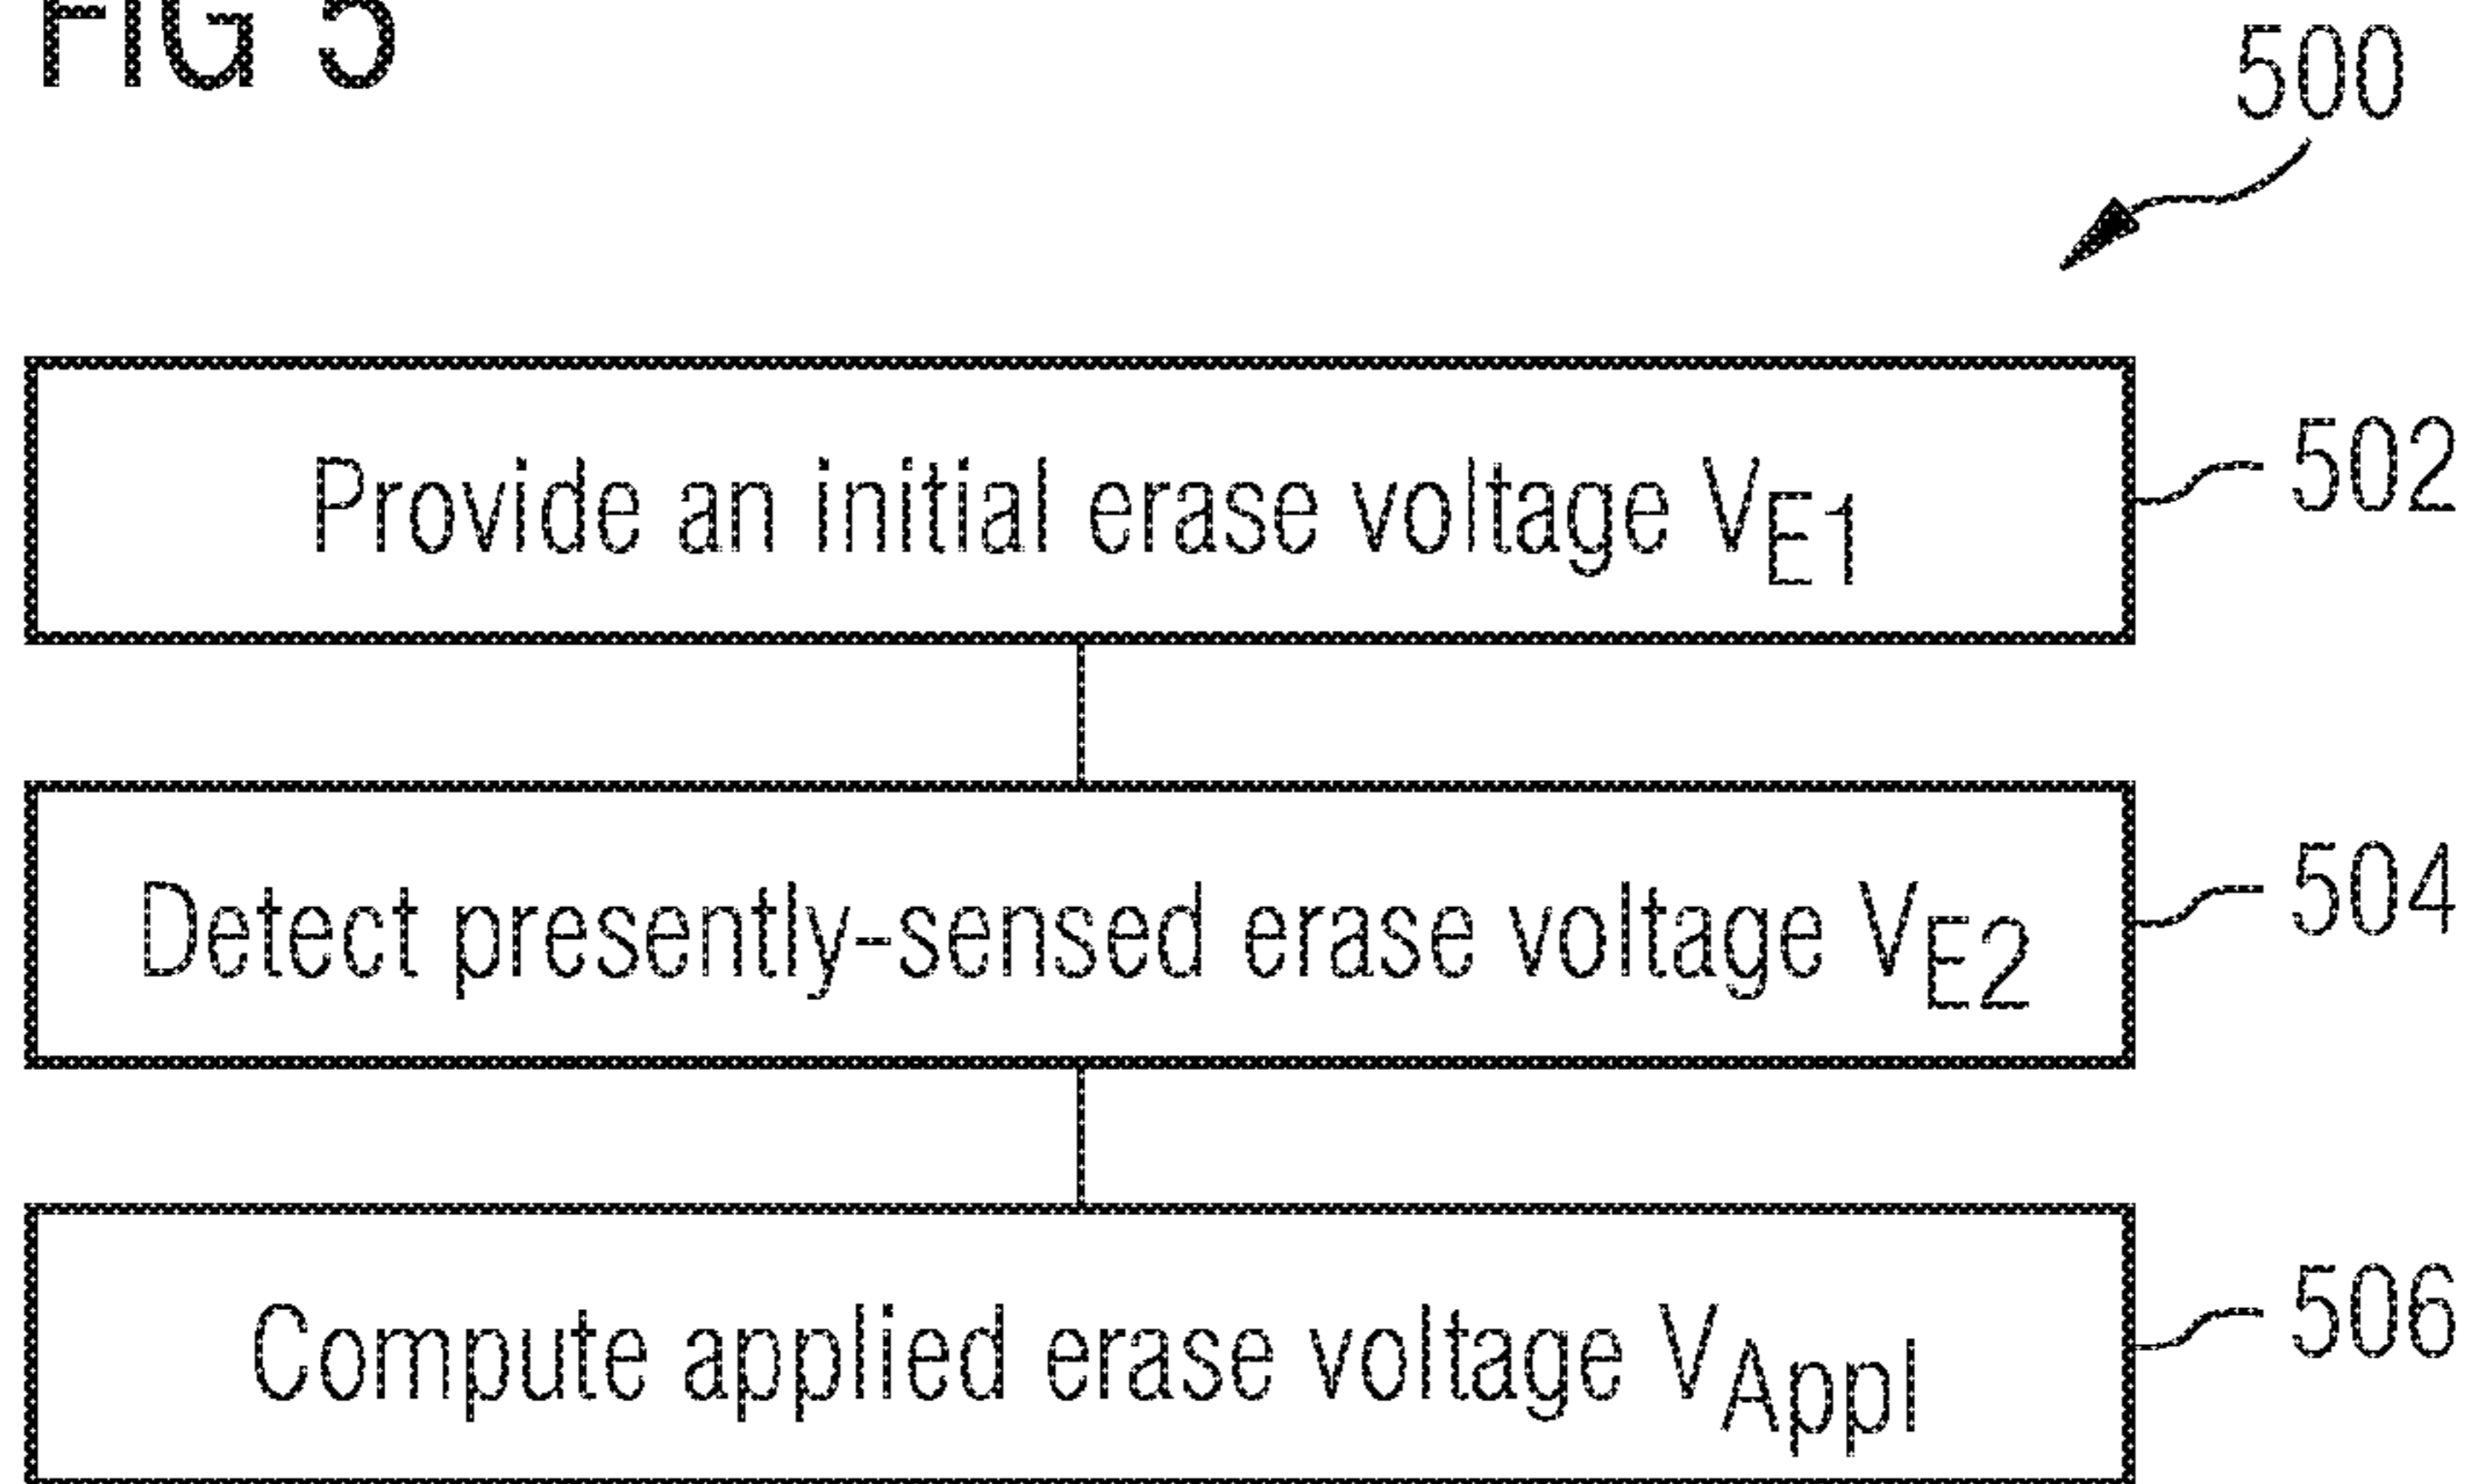 FIG 5
500
Provide an initial erase voltage VE1
502
Detect presently-sensed erase voltage VE2
504
Compute applied erase voltage VAppl
506